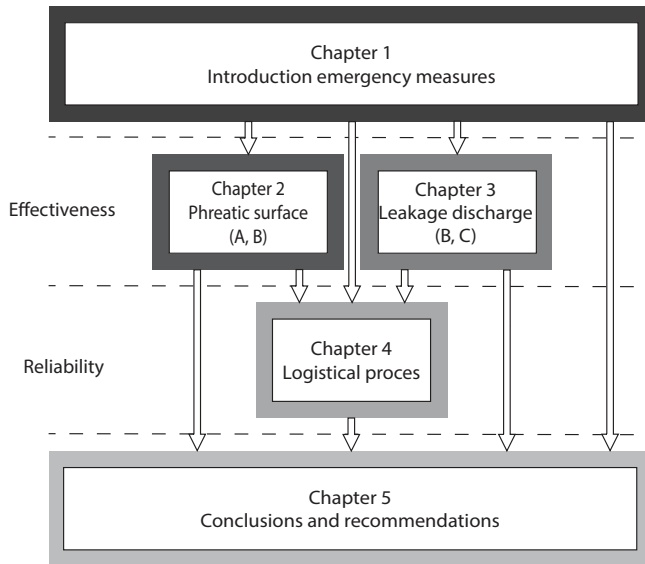 Chapter 1
Introduction emergency measures
Effectiveness
Chapter 2
Phreatic surface
(A, B)
Chapter 3
Leakage discharge
(B, C)
Reliability
Chapter 4
Logistical proces
Chapter 5
Conclusions and recommendations